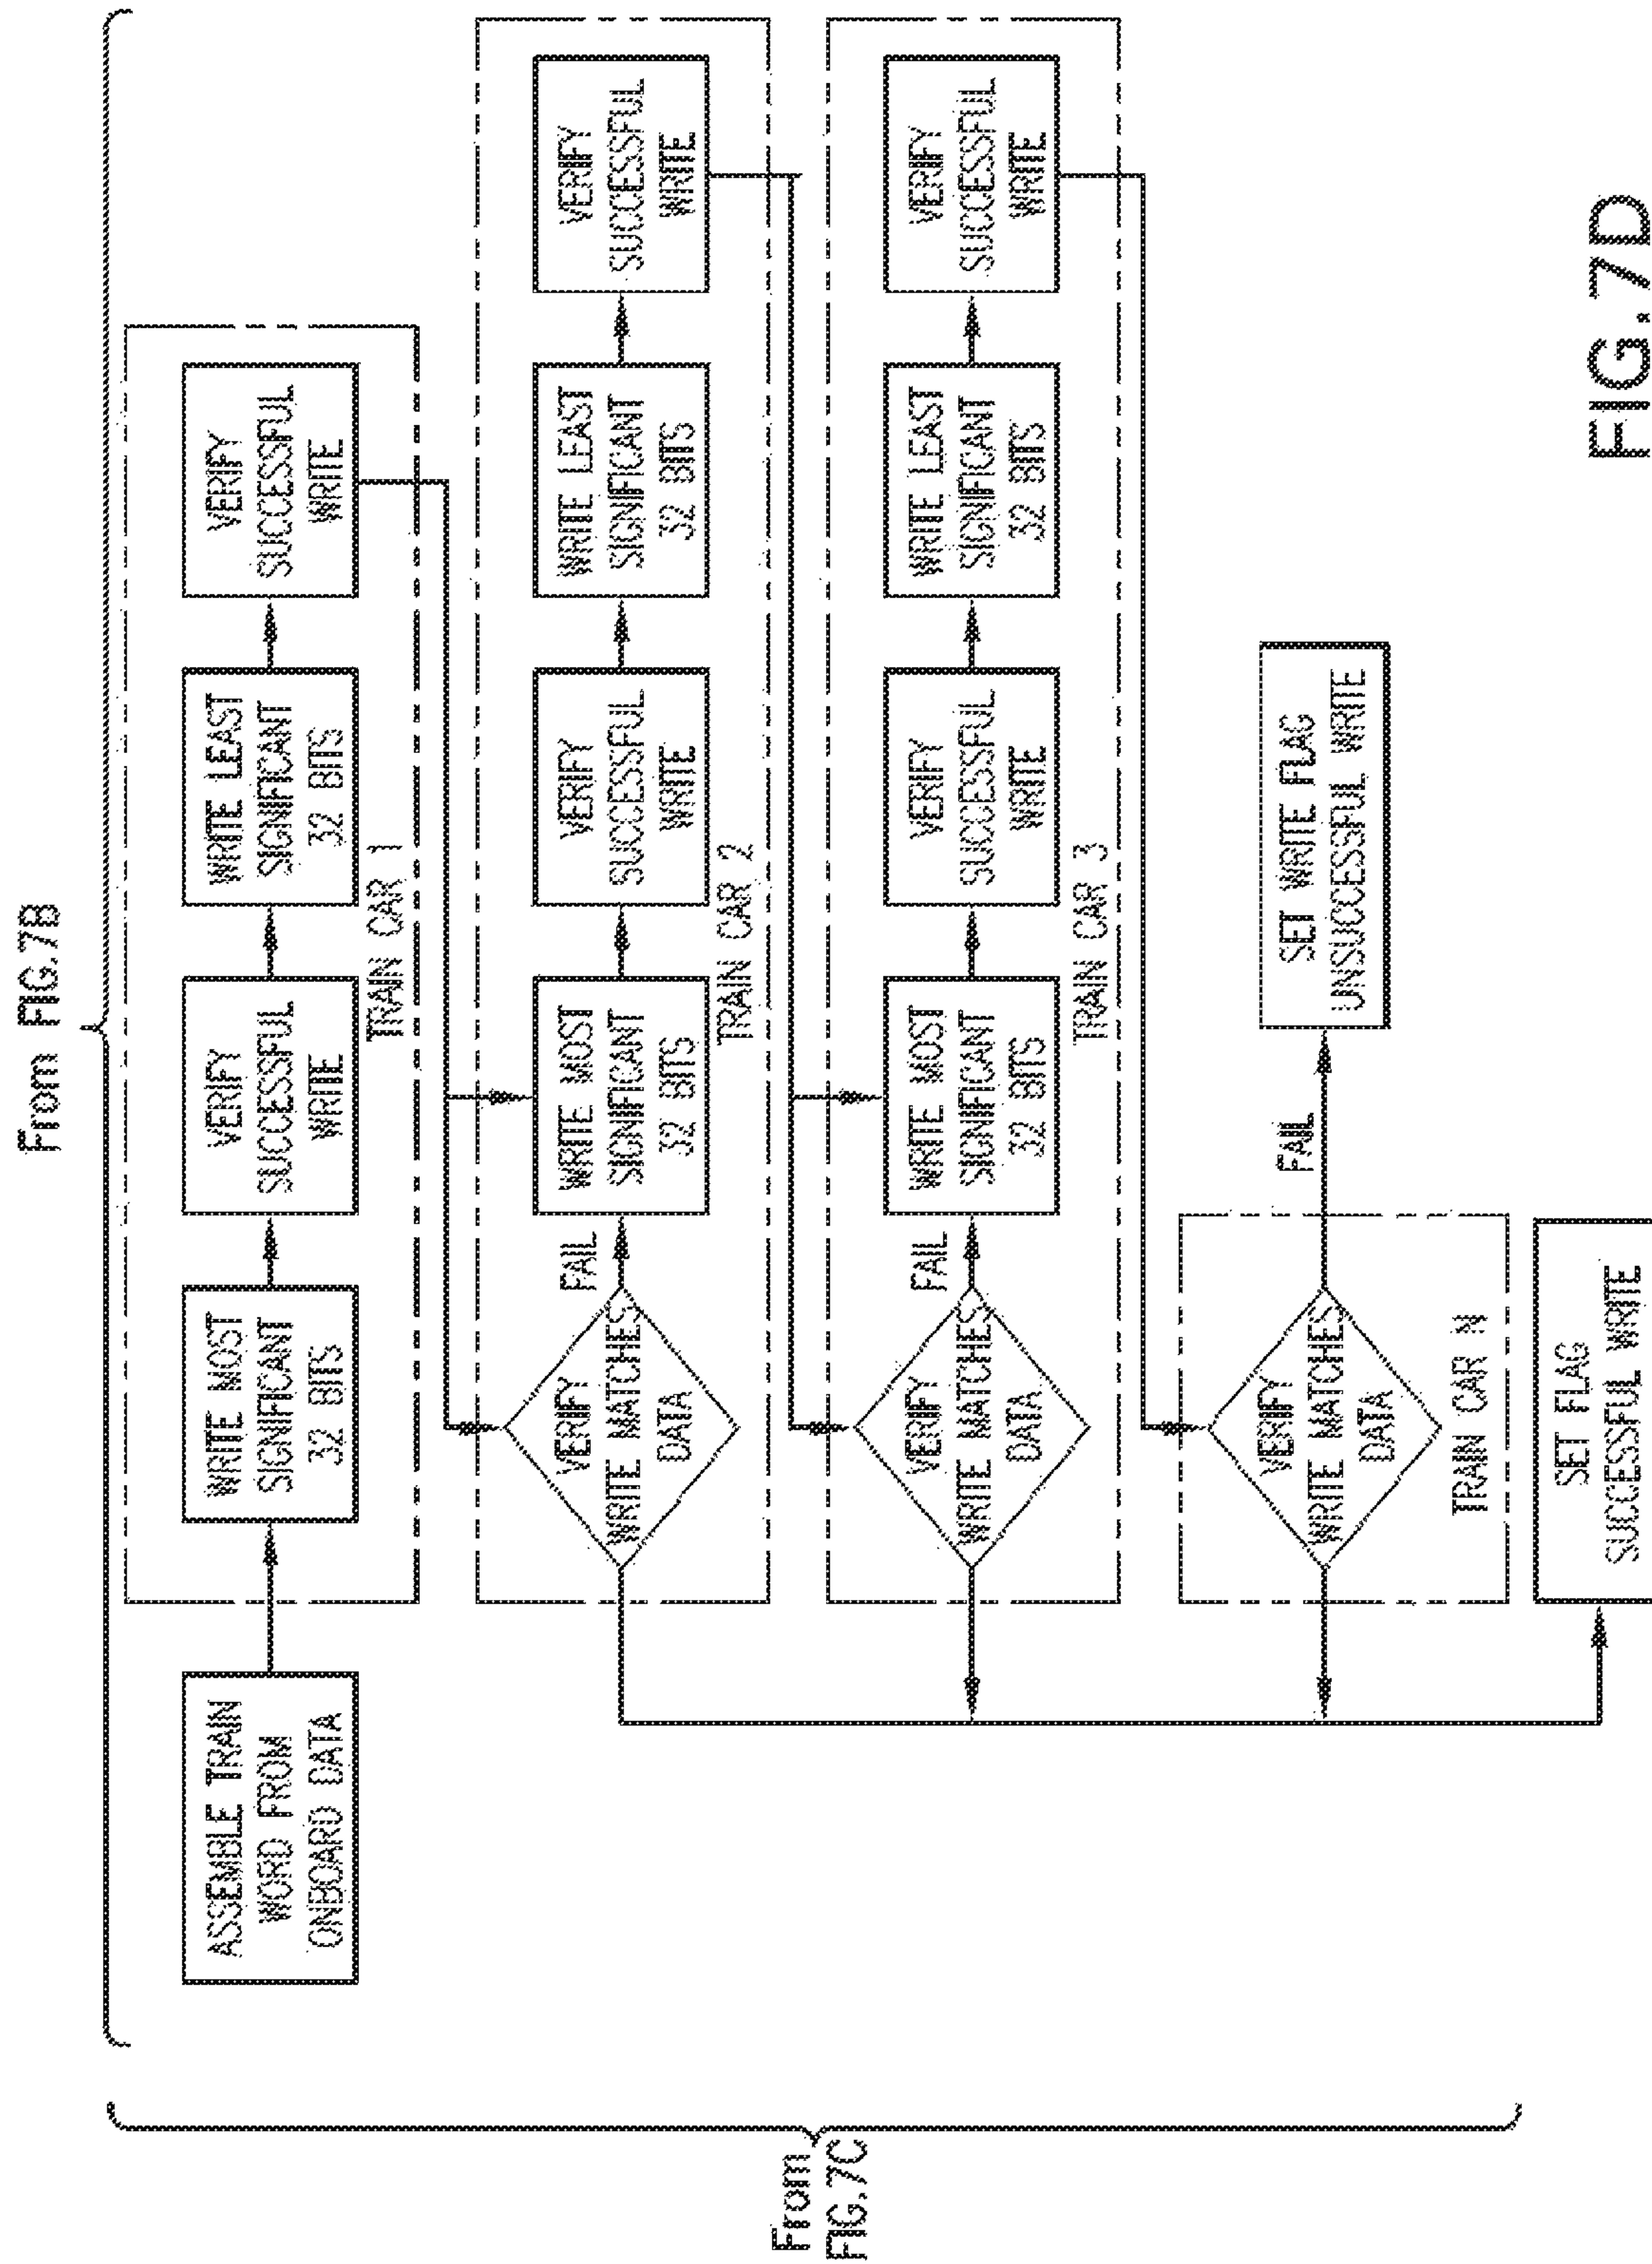 From FIG.7B
From
FIG.7C
ASSEMBLE TRAIN
WORD FROM
ONBOARD DATA
WRITE MOST
SIGNIFICANT
32 BITS
VERIFY
SUCCESSFUL
WRITE
WRITE LEAST
SIGNIFICANT
32 BITS
VERIFY
SUCCESSFUL
WRITE
TRAIN CAR 1
VERIFY
WRITE MATCHES
DATA
FAIL
WRITE MOST
SIGNIFICANT
32 BITS
VERIFY
SUCCESSFUL
WRITE
WRITE LEAST
SIGNIFICANT
32 BITS
VERIFY
SUCCESSFUL
WRITE
TRAIN CAR 2
VERIFY
WRITE MATCHES
DATA
FAIL
WRITE MOST
SIGNIFICANT
32 BITS
VERIFY
SUCCESSFUL
WRITE
WRITE LEAST
SIGNIFICANT
32 BITS
VERIFY
SUCCESSFUL
WRITE
TRAIN CAR 3
VERIFY
WRITE MATCHES
DATA
FAIL
SET WRITE FLAG
UNSUCCESSFUL WRITE
TRAIN CAR N
SET FLAG
SUCCESSFUL WRITE
FIG.7D